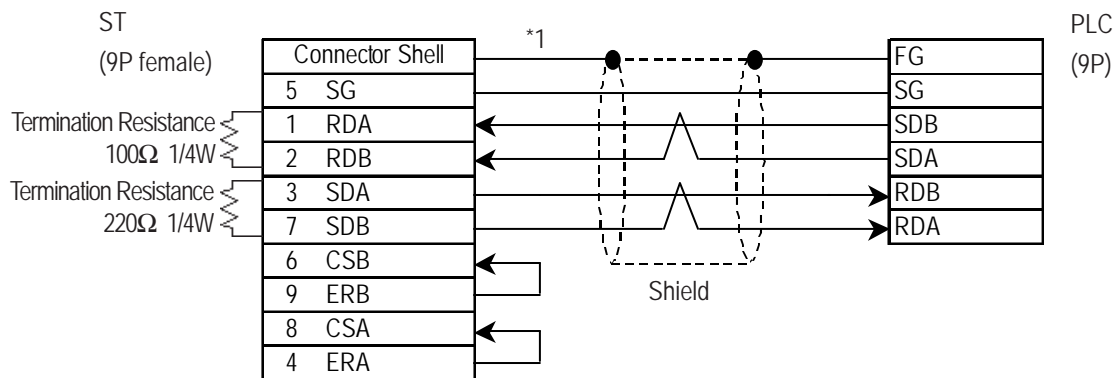 ST
(9P female)
*1
PLC
(9P)
Connector Shell
FG
5 SG
SG
Termination Resistance
100Ω 1/4W
1 RDA
SDB
2 RDB
SDA
Termination Resistance
220Ω 1/4W
3 SDA
RDB
7 SDB
RDA
6 CSB
9 ERB
Shield
8 CSA
4 ERA